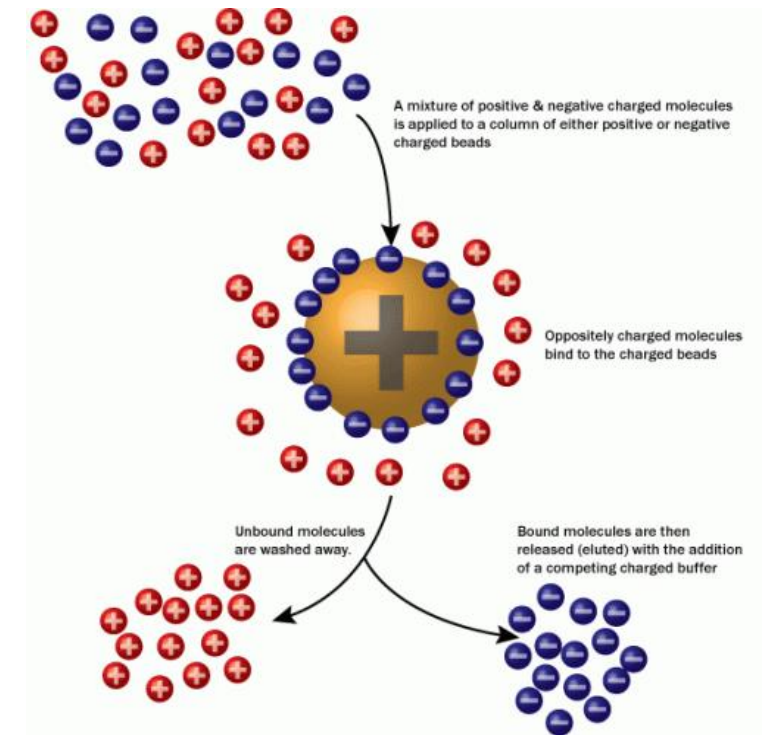 A mixture of positive & negative charged molecules
is applied to a column of either positive or negative
charged beads
Oppositely charged molecules
bind to the charged beads
Unbound molecules
are washed away.
Bound molecules are then
released (eluted) with the addition
of a competing charged buffer